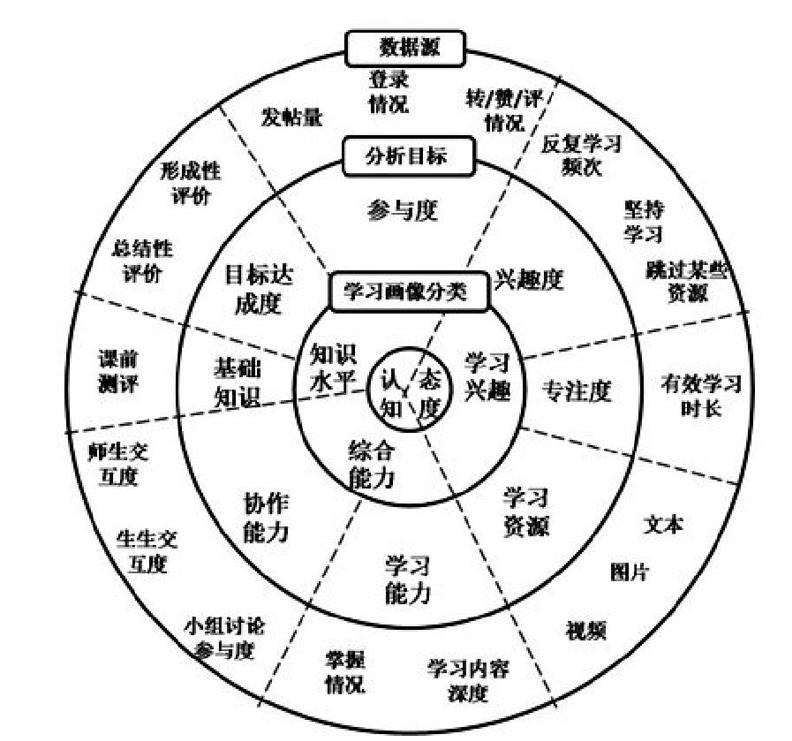 数据源
登录
情况
发帖量
转/赞/评
情况
分析目标
反复学习
频次
形成性
评价
参与度
坚持
学习
总结性
评价
目标达
成度
兴趣度
跳过某些
资源
学习画像分类
课前
测评
基础
知识
知识
水平
认
知
态
度
学习
兴趣
专注度
有效学习
时长
师生交
互度
综合
能力
协作
能力
学习
资源
文本
生生交
互度
学习
能力
图片
视频
小组讨论
参与度
掌握
情况
学习内容
深度